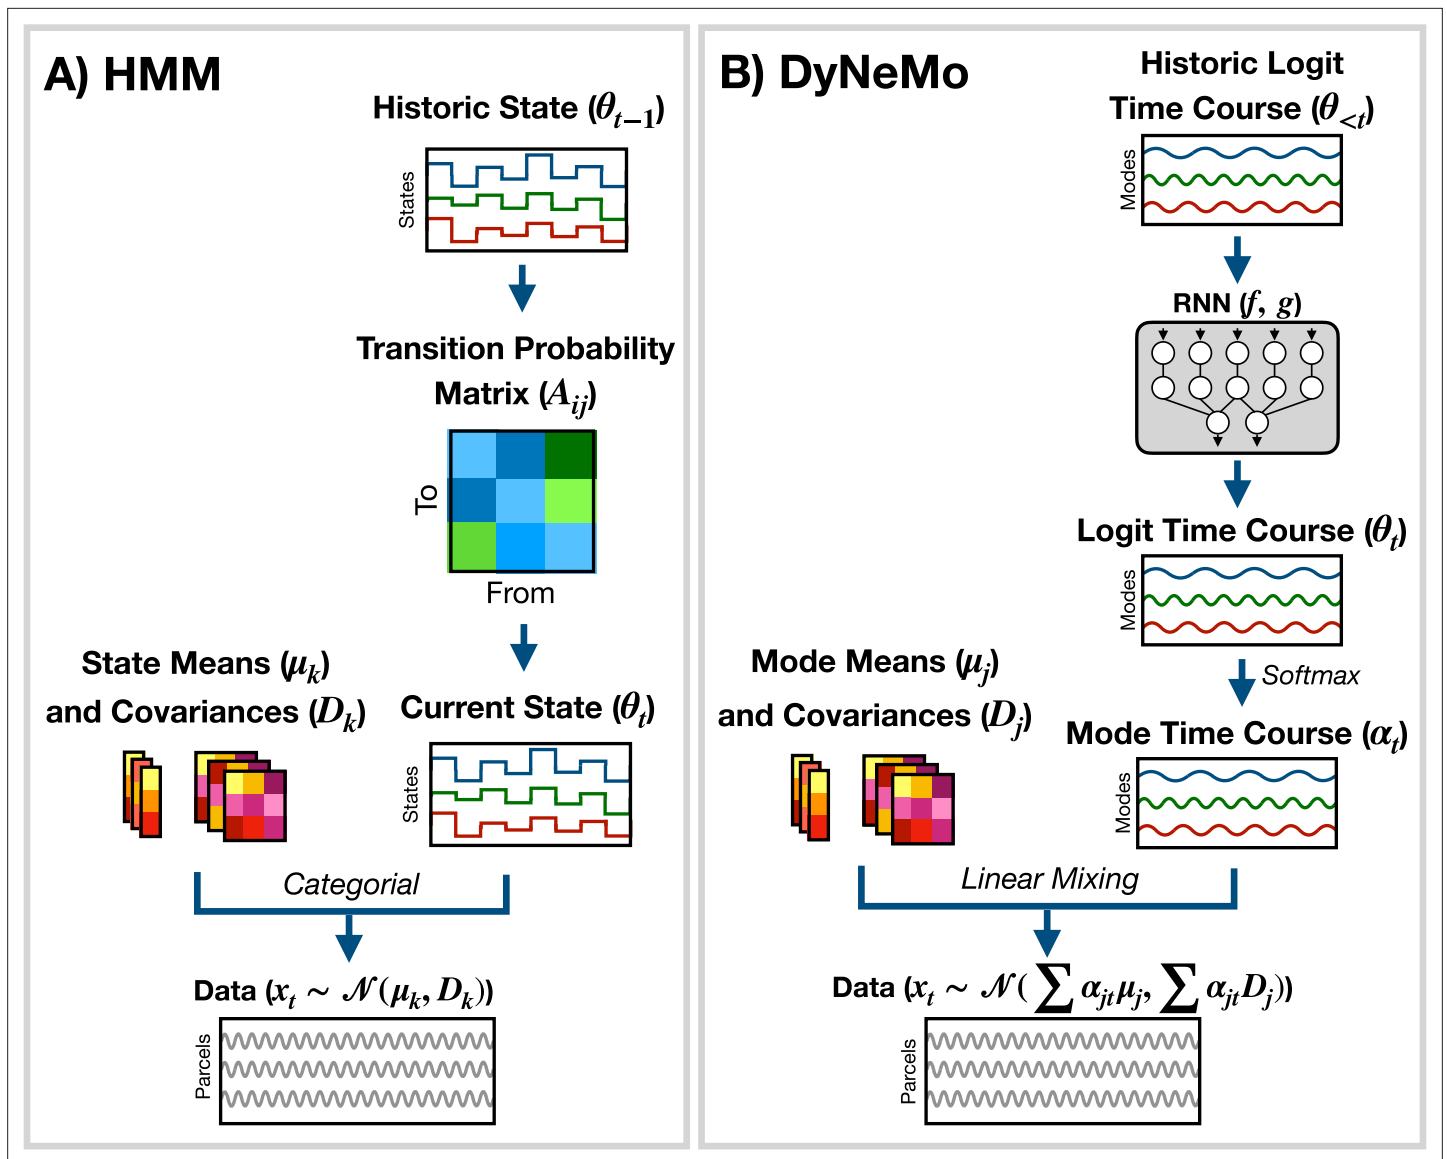 A) HMM
Historic State (θₜ₋₁)
States
Transition Probability
Matrix (Aᵢⱼ)
To
From
State Means (μₖ)
and Covariances (Dₖ)
Current State (θₜ)
States
Categorial
Data (xₜ ∼ 𝒩(μₖ, Dₖ))
Parcels
B) DyNeMo
Historic Logit
Time Course (θ<t)
Modes
RNN (f, g)
Logit Time Course (θₜ)
Modes
Softmax
Mode Means (μⱼ)
and Covariances (Dⱼ)
Mode Time Course (αₜ)
Modes
Linear Mixing
Data (xₜ ∼ 𝒩(∑ αⱼₜμⱼ, ∑ αⱼₜDⱼ))
Parcels